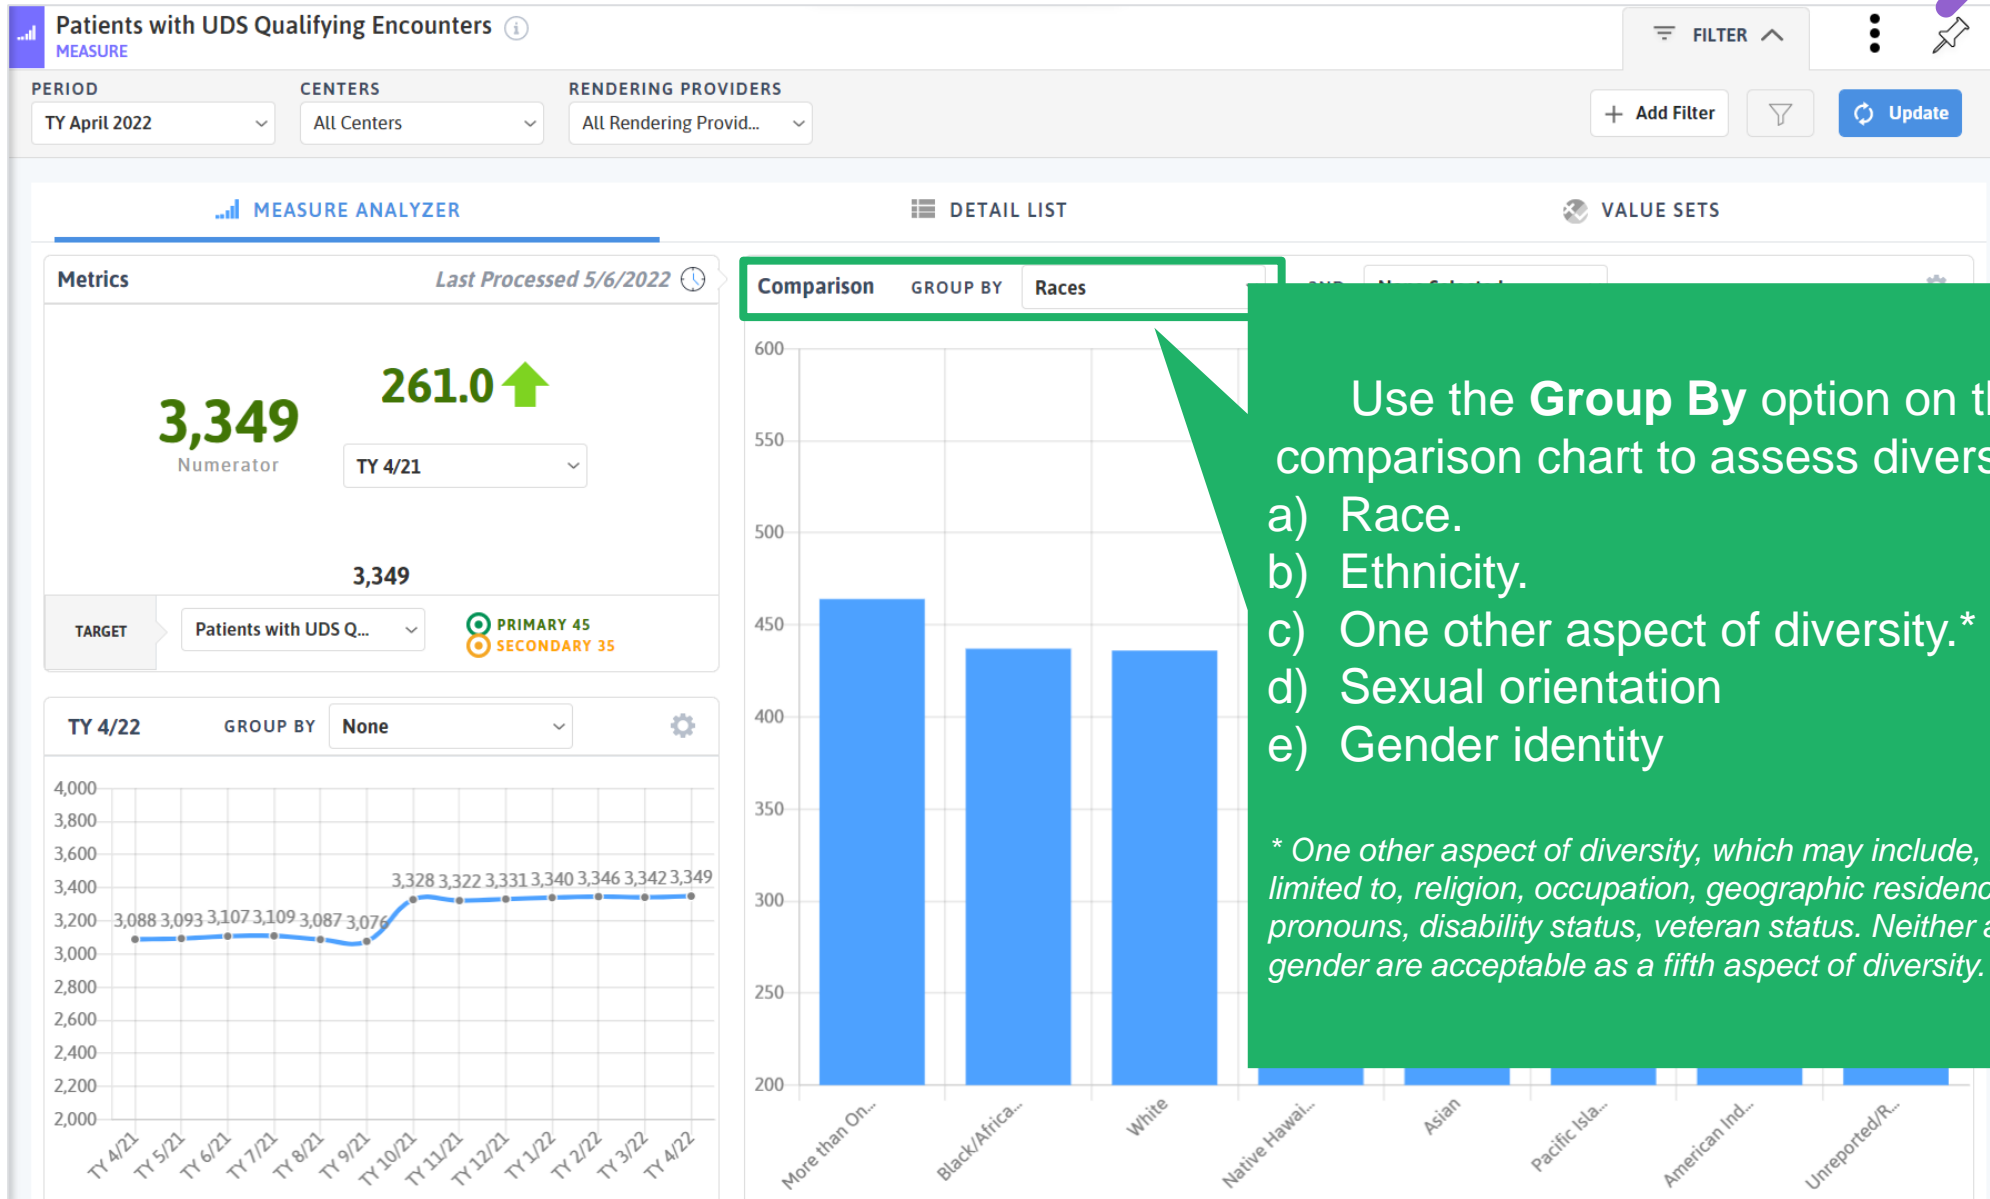 Patients with UDS Qualifying Encounters
MEASURE
FILTER
PERIOD
CENTERS
RENDERING PROVIDERS
TY April 2022
All Centers
All Rendering Provid...
Add Filter
Update
MEASURE ANALYZER
DETAIL LIST
VALUE SETS
Metrics
Last Processed 5/6/2022
3,349
Numerator
261.0
TY 4/21
3,349
TARGET
Patients with UDS Q...
PRIMARY 45
SECONDARY 35
TY 4/22
GROUP BY
None
4,000
3,800
3,600
3,400
3,200
3,000
2,800
2,600
2,400
2,200
2,000
3,088 3,093 3,107 3,109 3,087 3,076 3,328 3,322 3,331 3,340 3,346 3,342 3,349
TY 4/21 TY 5/21 TY 6/21 TY 7/21 TY 8/21 TY 9/21 TY 10/21 TY 11/21 TY 12/21 TY 1/22 TY 2/22 TY 3/22 TY 4/22
Comparison GROUP BY Races
600
550
500
450
400
350
300
250
200
More than On...
Black/Africa...
White
Native Hawai...
Asian
Pacific Isla...
American Ind...
Unreported/R...
Use the Group By option on
comparison chart to assess
a) Race.
b) Ethnicity.
c) One other aspect of diversity.*
d) Sexual orientation
e) Gender identity
* One other aspect of diversity, which may include,
limited to, religion, occupation, geographic
pronouns, disability status, veteran status. Neither
gender are acceptable as a fifth aspect of diversity.